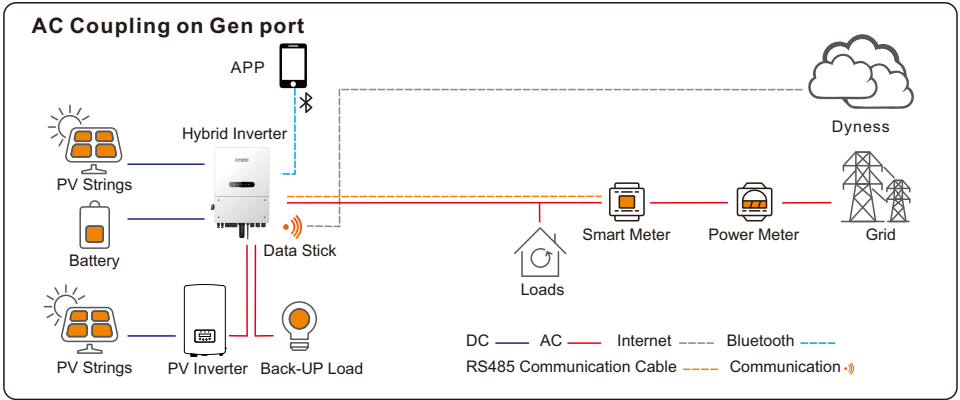 AC Coupling on Gen port
APP
Dyness
Hybrid Inverter
PV Strings
Battery
Data Stick
Smart Meter
Power Meter
Grid
Loads
PV Strings
PV Inverter
Back-UP Load
DC AC Internet Bluetooth
RS485 Communication Cable Communication